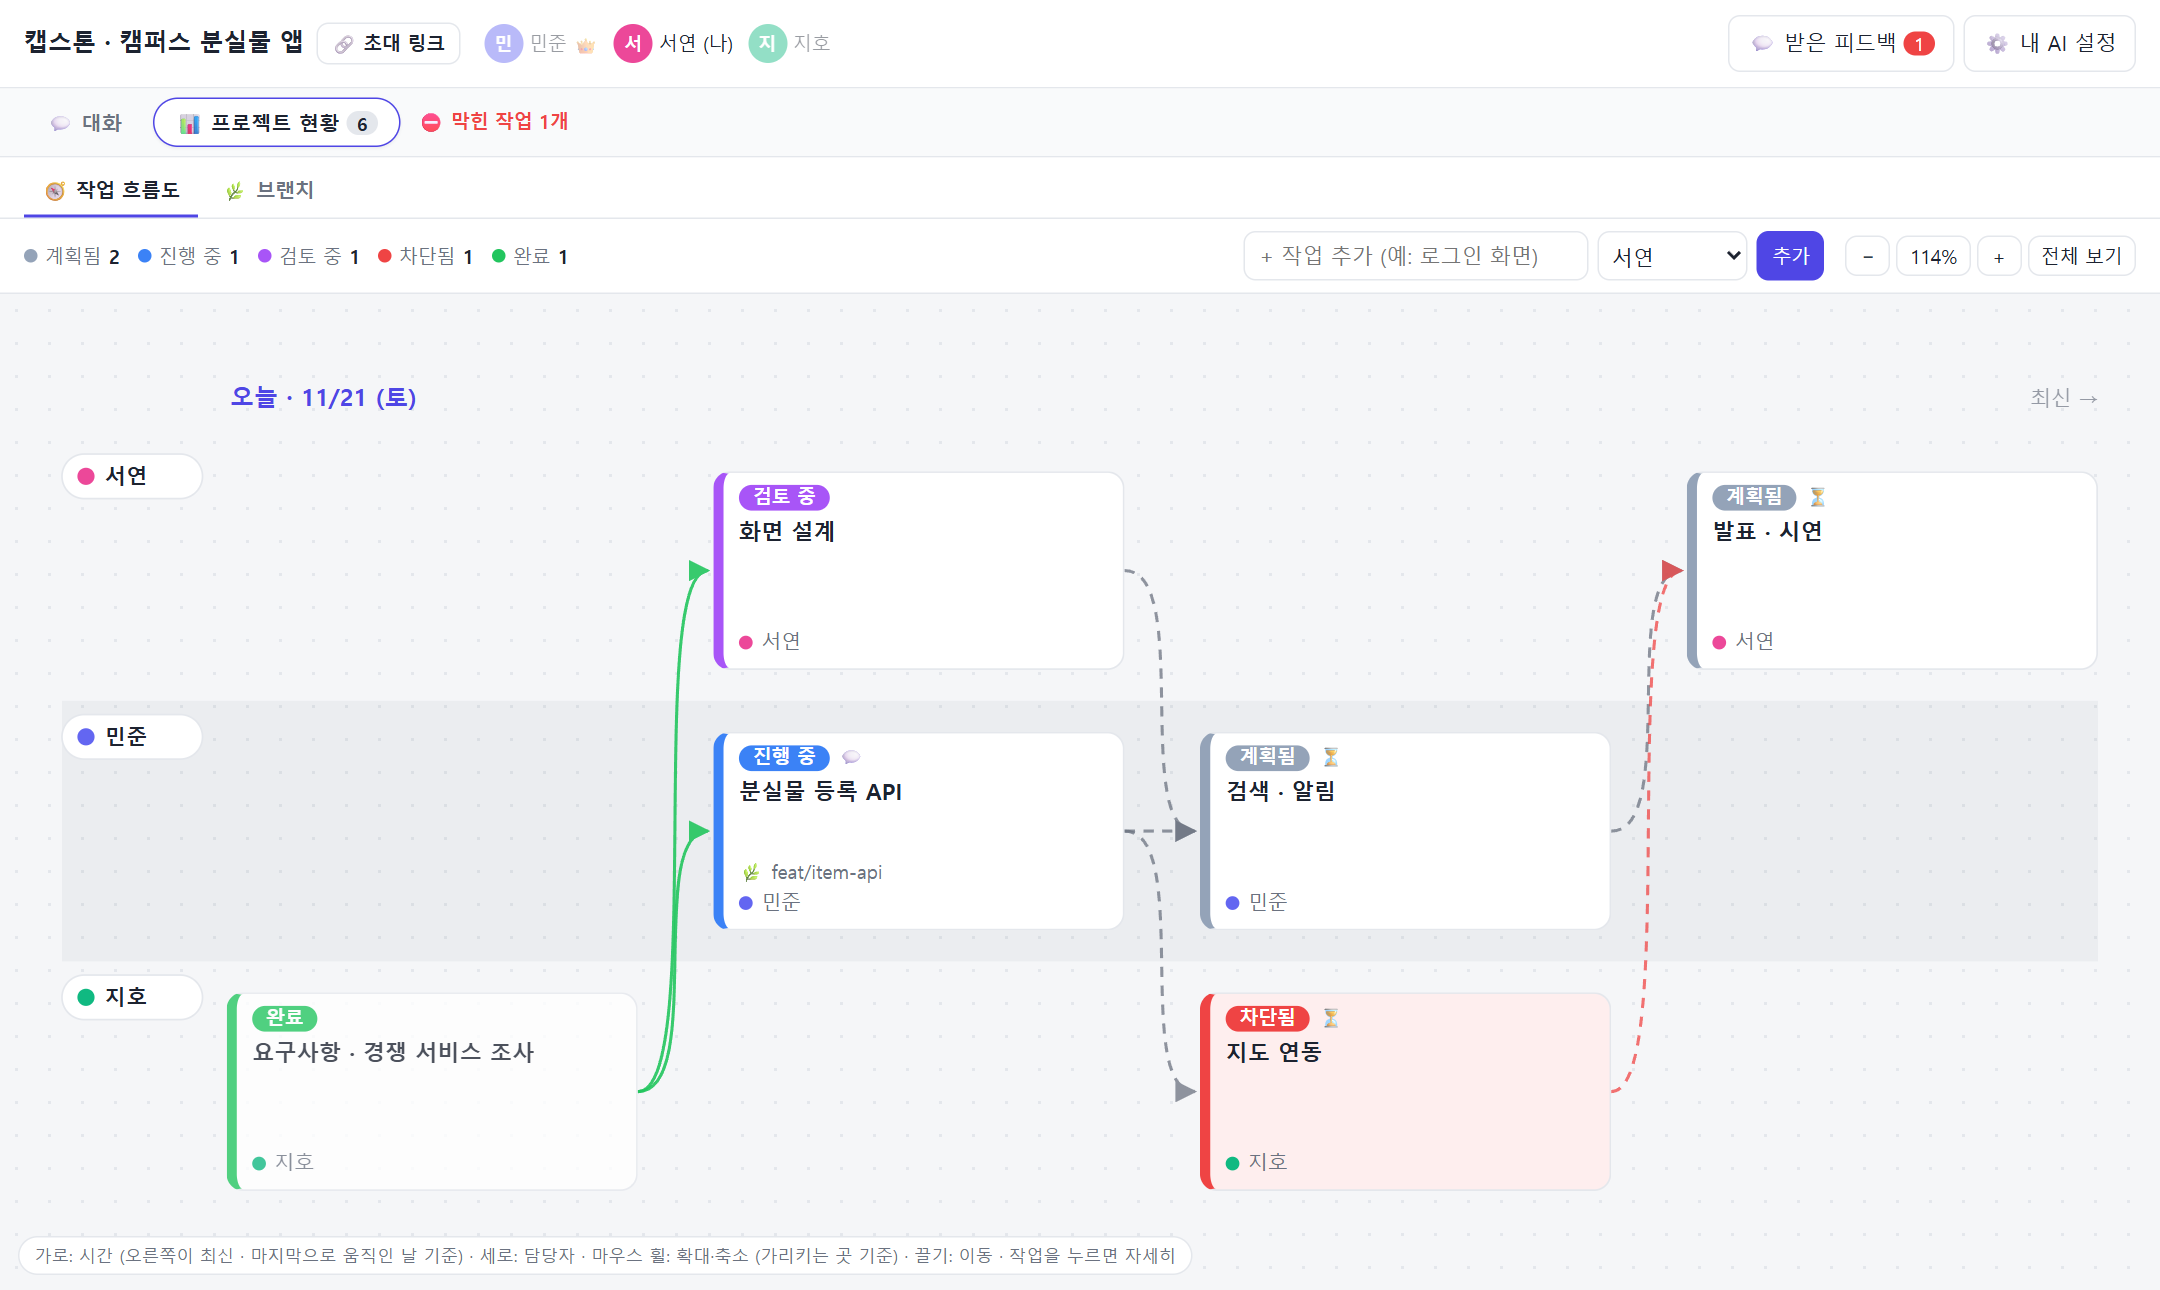 캡스톤 · 캠퍼스 분실물 앱
초대 링크
민 민준
서 서연 (나)
지 지호
받은 피드백 1
내 AI 설정
대화
프로젝트 현황 6
막힌 작업 1개
작업 흐름도
브랜치
계획됨 2
진행 중 1
검토 중 1
차단됨 1
완료 1
+ 작업 추가 (예: 로그인 화면)
서연
추가
−
114%
+
전체 보기
오늘 · 11/21 (토)
최신 →
서연
검토 중
화면 설계
서연
계획됨
발표 · 시연
서연
민준
진행 중
분실물 등록 API
feat/item-api
민준
계획됨
검색 · 알림
민준
지호
완료
요구사항 · 경쟁 서비스 조사
지호
차단됨
지도 연동
지호
가로: 시간 (오른쪽이 최신 · 마지막으로 움직인 날 기준) · 세로: 담당자 · 마우스 휠: 확대·축소 (가리키는 곳 기준) · 끌기: 이동 · 작업을 누르면 자세히